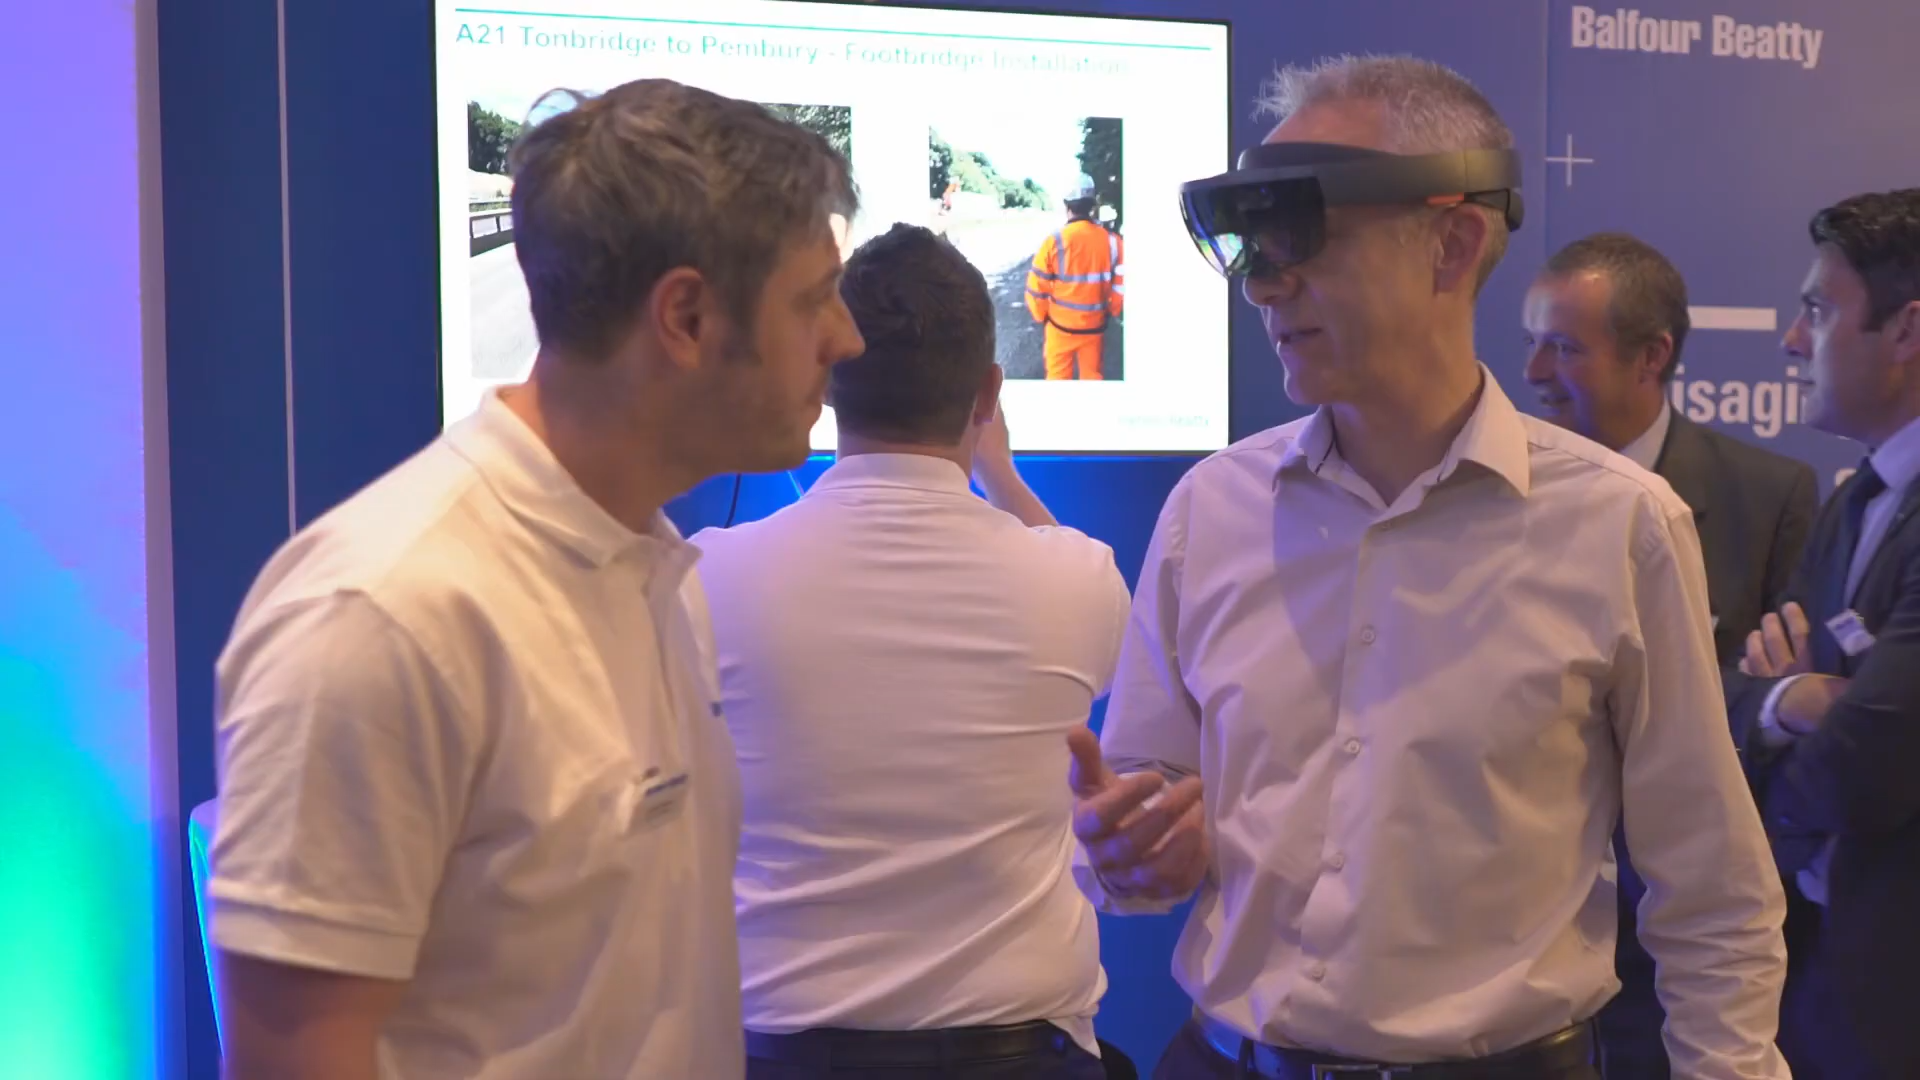 A21 Tonbridge to Pembury - Footbridge Installation
Balfour Beatty
isagi